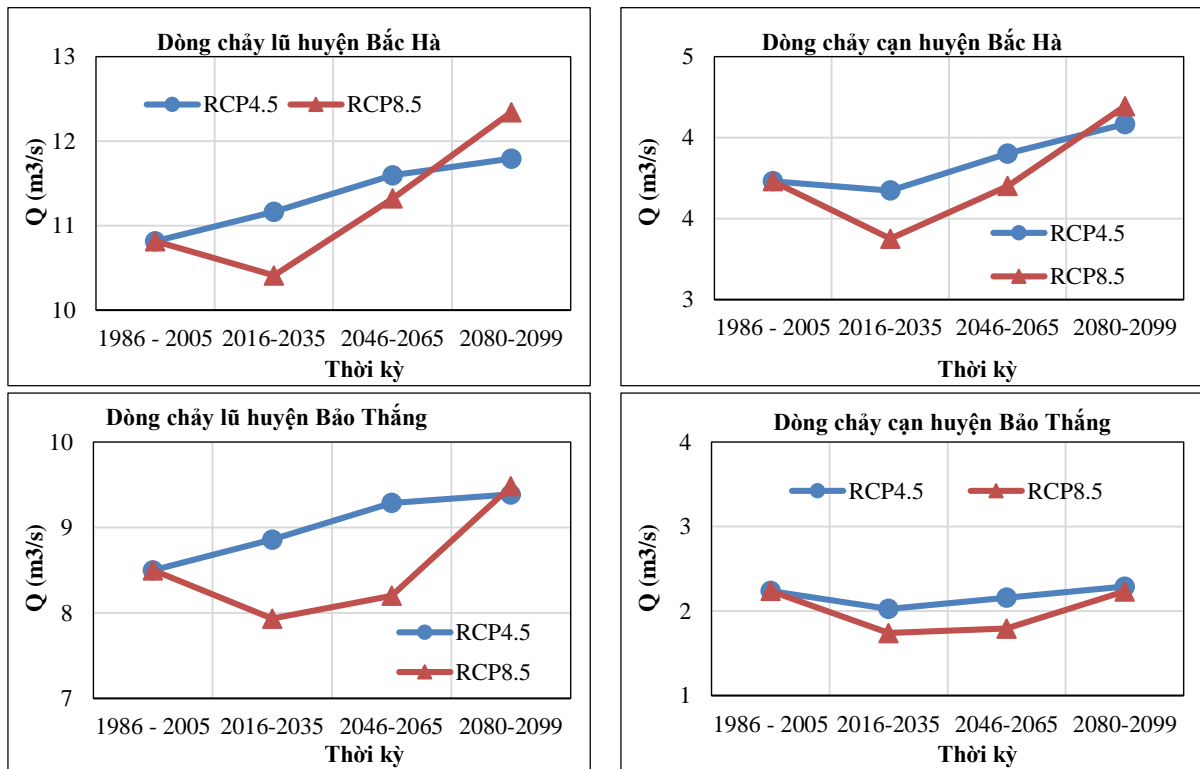 Dòng chảy lũ huyện Bắc Hà
13
12
11
10
Q (m3/s)
RCP4.5
RCP8.5
1986 - 2005 2016-2035 2046-2065 2080-2099
Thời kỳ
Dòng chảy cạn huyện Bắc Hà
5
4
4
3
Q (m3/s)
RCP4.5
RCP8.5
1986 - 2005 2016-2035 2046-2065 2080-2099
Thời kỳ
Dòng chảy lũ huyện Bảo Thắng
10
9
8
7
Q (m3/s)
RCP4.5
RCP8.5
1986 - 2005 2016-2035 2046-2065 2080-2099
Thời kỳ
Dòng chảy cạn huyện Bảo Thắng
4
3
2
1
Q (m3/s)
RCP4.5
RCP8.5
1986 - 2005 2016-2035 2046-2065 2080-2099
Thời kỳ